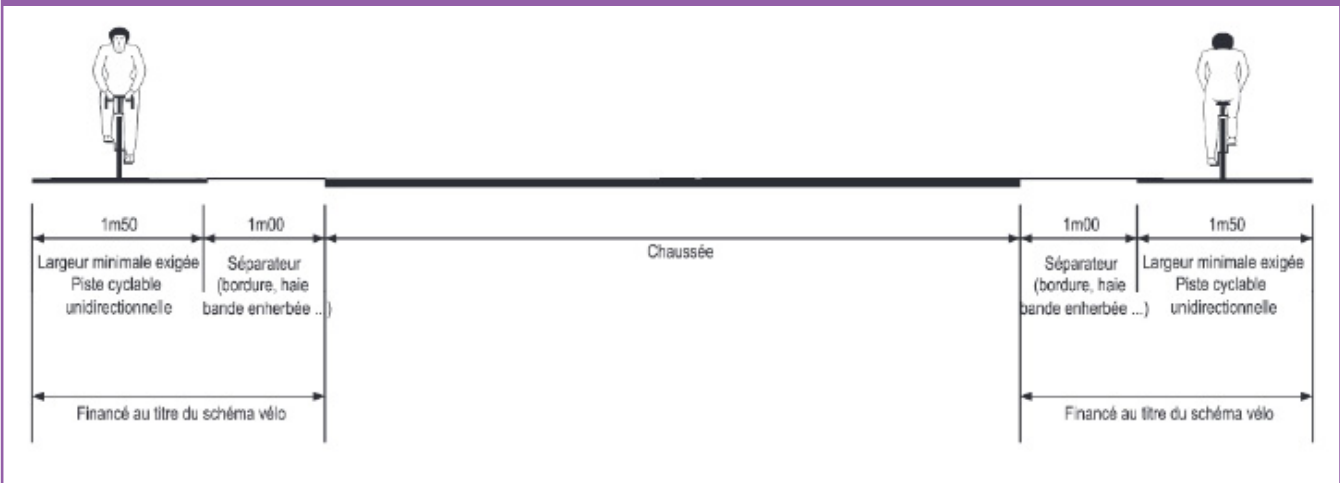 1m50
1m00
Chaussée
1m00
1m50
Largeur minimale exigée
Piste cyclable
unidirectionnelle
Séparateur
(bordure, haie
bande enherbée ...)
Séparateur
(bordure, haie
bande enherbée ...)
Largeur minimale exigée
Piste cyclable
unidirectionnelle
Financé au titre du schéma vélo
Financé au titre du schéma vélo